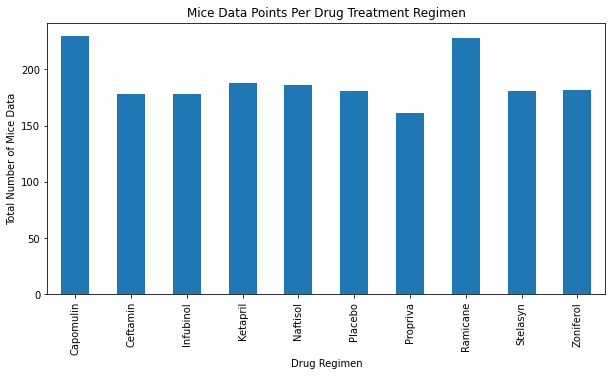 Mice Data Points Per Drug Treatment Regimen
Total Number of Mice Data
200
150
100
50
0
Capomulin
Ceftamin
Infubinol
Ketapril
Naftisol
Placebo
Propriva
Ramicane
Stelasyn
Zoniferol
Drug Regimen